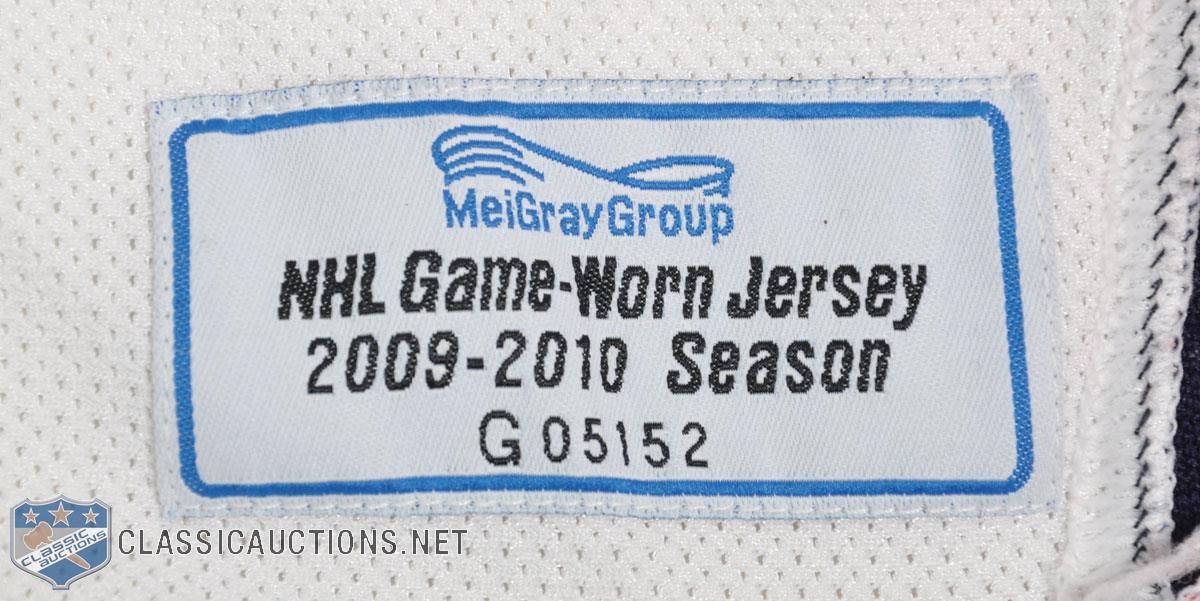 MeiGrayGroup
NHL Game-Worn Jersey
2009-2010 Season
G 05152
CLASSIC
AUCTIONS
CLASSICAUCTIONS.NET